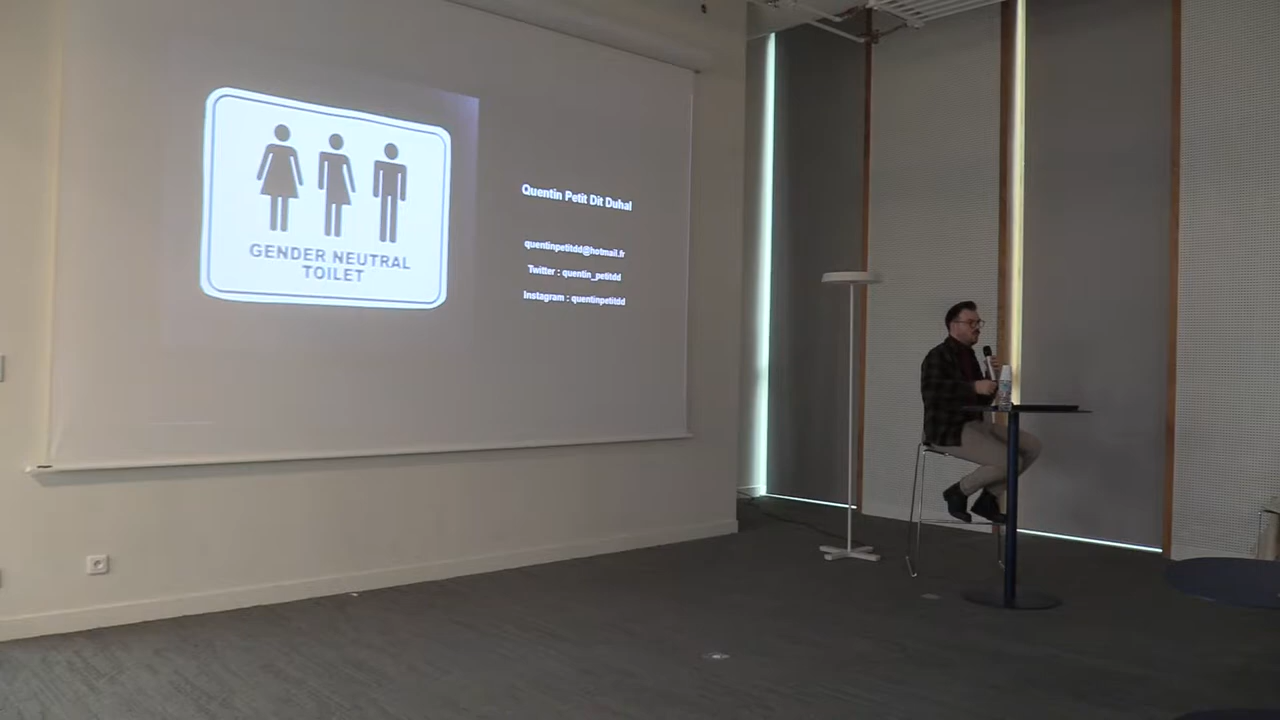 GENDER NEUTRAL
TOILET
Quentin Petit Dit Duhal
quentinpetitdd@hotmail.fr
Twitter : quentin_petitdd
Instagram : quentinpetitdd